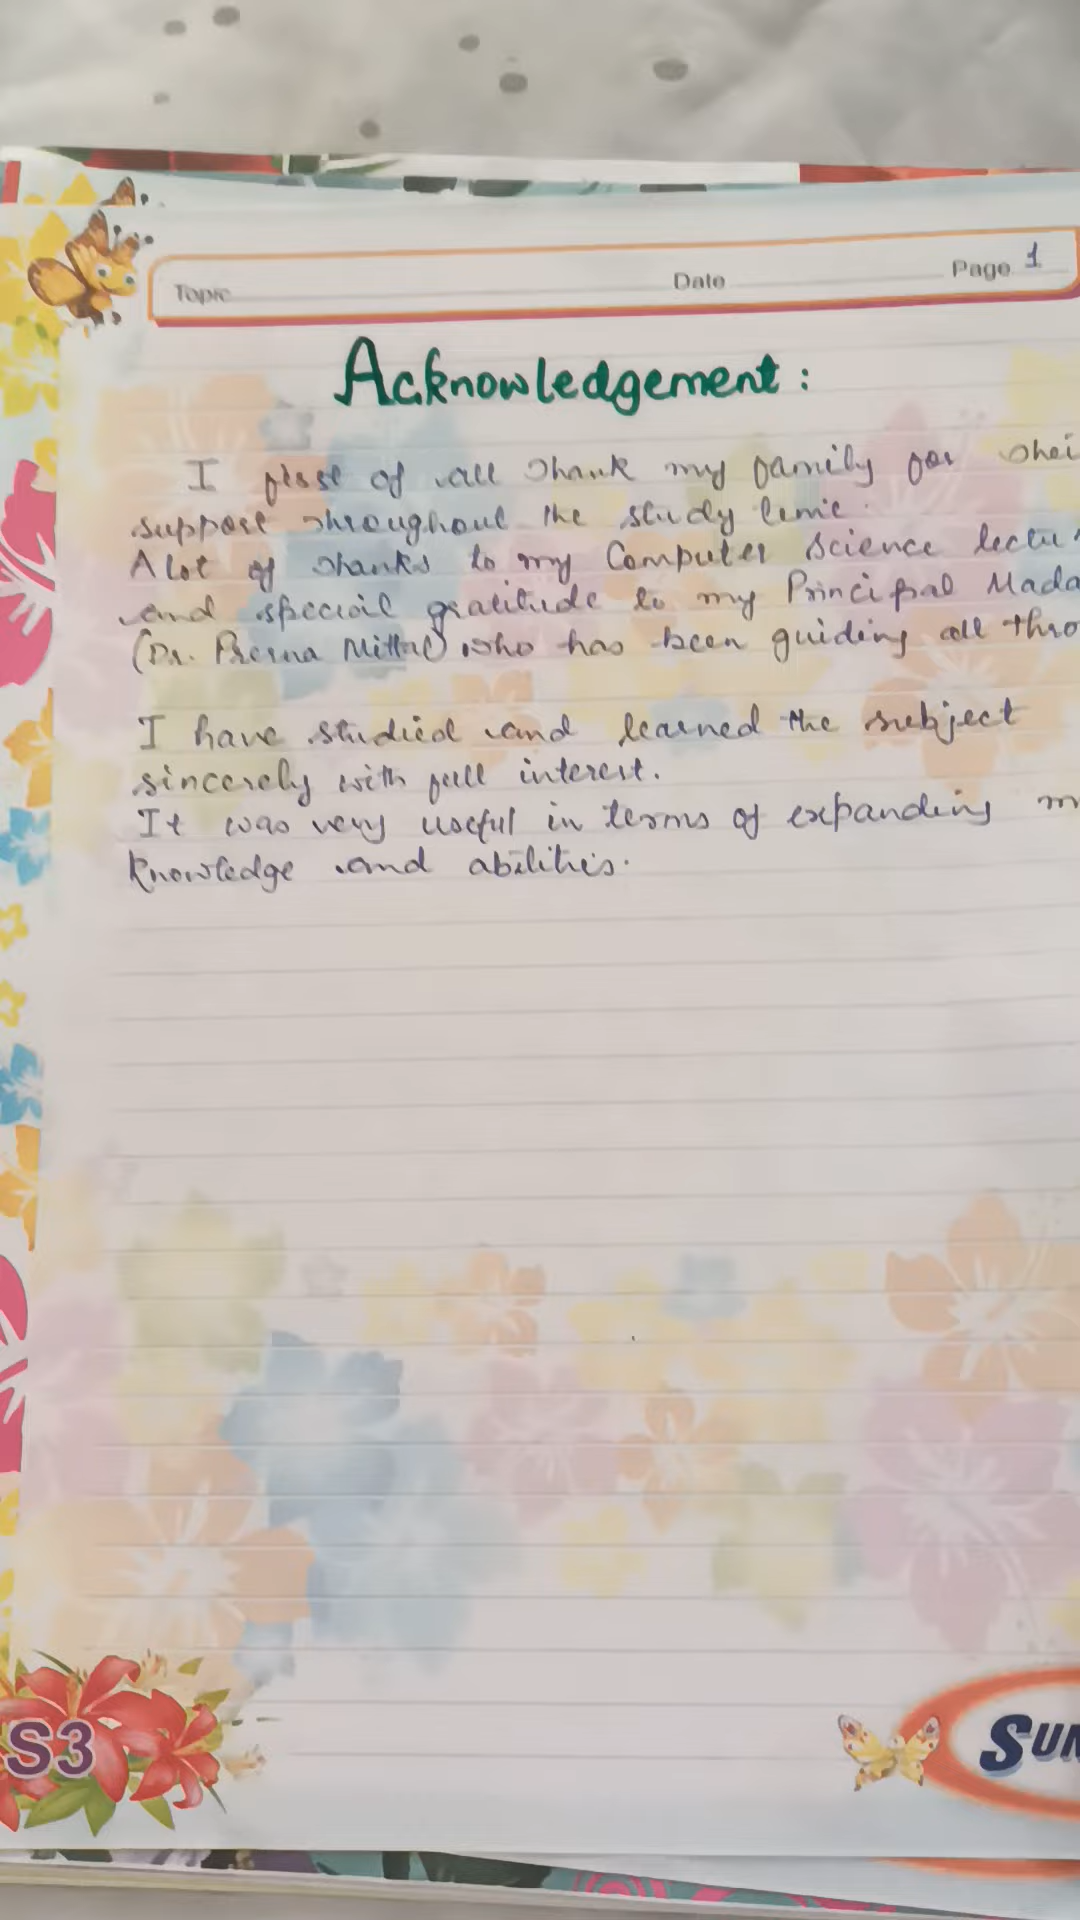 Topic Date Page 1
Acknowledgement:
I first of all thank my family for thei
support throughout the study time.
A lot of thanks to my Computer Science lectu
and special gratitude to my Principal Mada
(Dr. Prerna Mittal) who has been guiding all thro
I have studied and learned the subject
sincerely with full interest.
It was very useful in terms of expanding m
knowledge and abilities.
S3
SUN